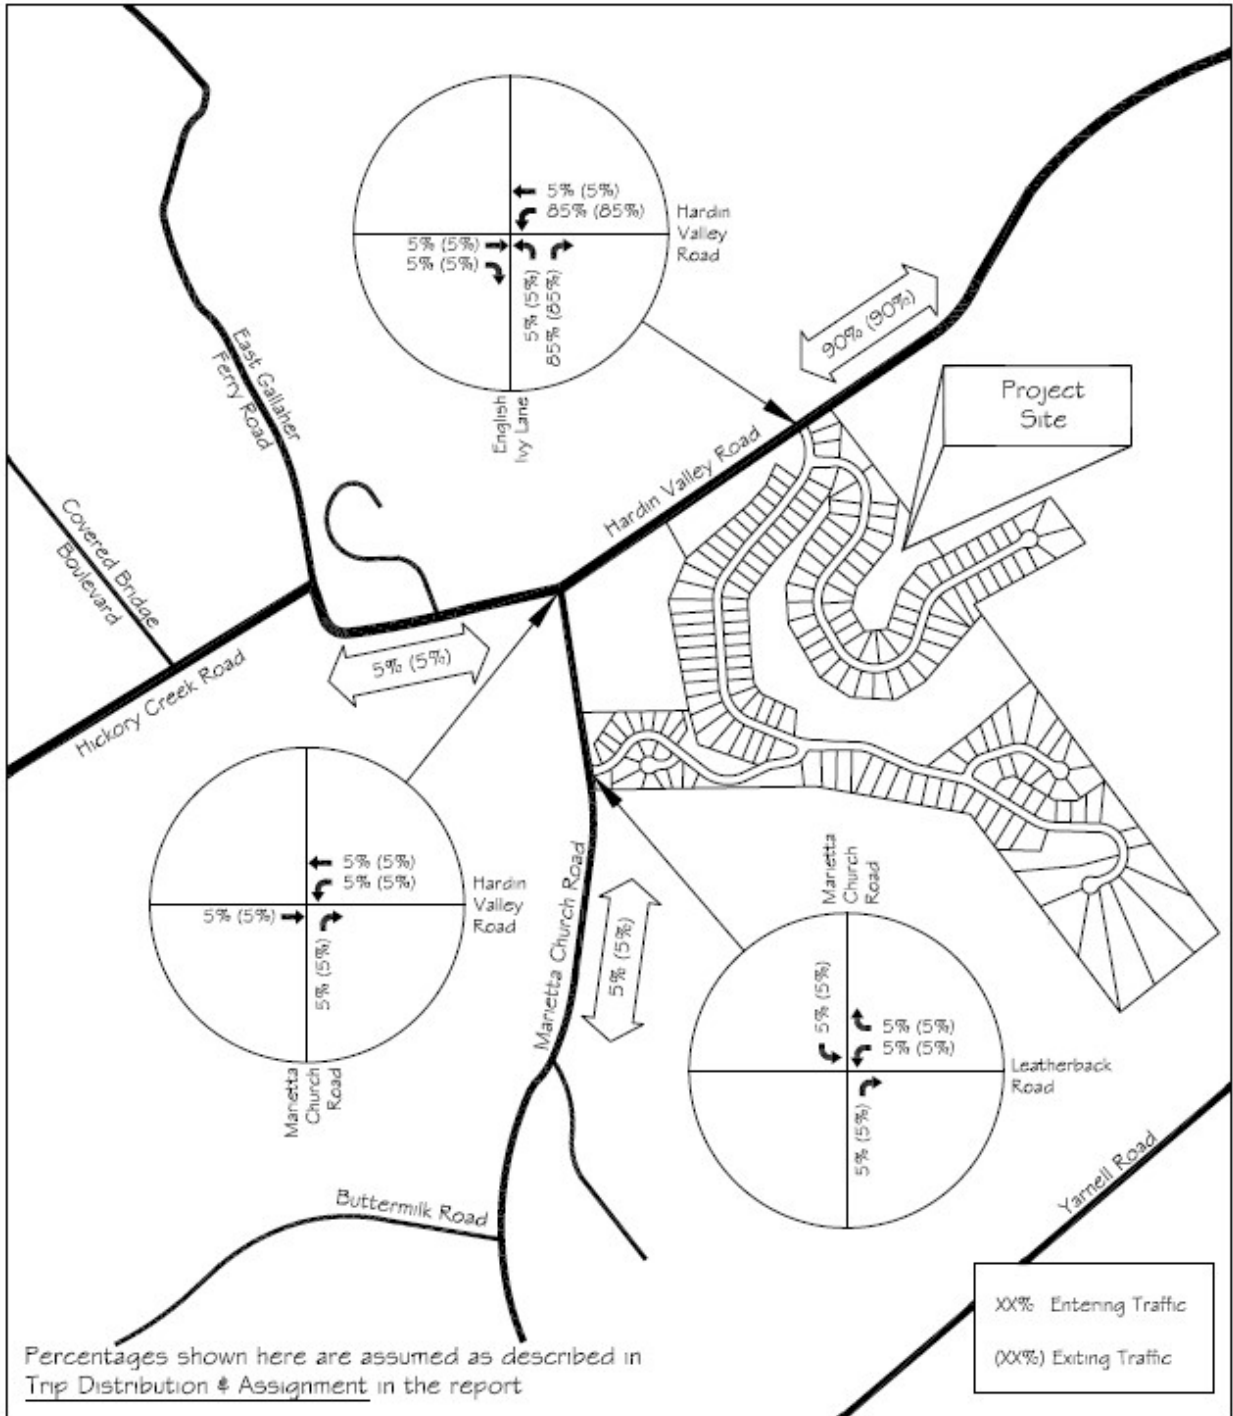 5% (5%)
85% (85%)
Hardin
Valley
Road
5% (5%)
5% (5%)
5% (5%)
85% (85%)
English
Ivy Lane
90% (90%)
East Gallaher
Ferry Road
Project
Site
Hardin Valley Road
Covered Bridge
Boulevard
Hickory Creek Road
5% (5%)
5% (5%)
5% (5%)
Hardin
Valley
Road
5% (5%)
5% (5%)
Marietta
Church
Road
Marietta Church Road
5% (5%)
Marietta
Church
Road
5% (5%)
5% (5%)
5% (5%)
Leatherback
Road
5% (5%)
Yarnell Road
Buttermilk Road
XX% Entering Traffic
(XX%) Exiting Traffic
Percentages shown here are assumed as described in
Trip Distribution & Assignment in the report